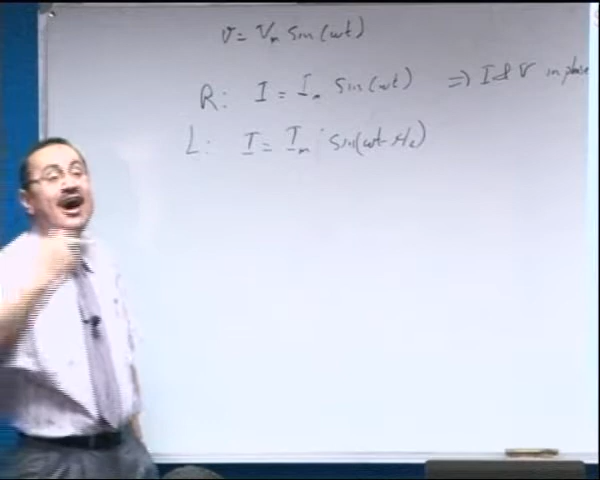 v = Vm sin(ωt)
R: I = Im sin(ωt) ⇒ I & V in phase
L: I = Im sin(ωt - π/2)